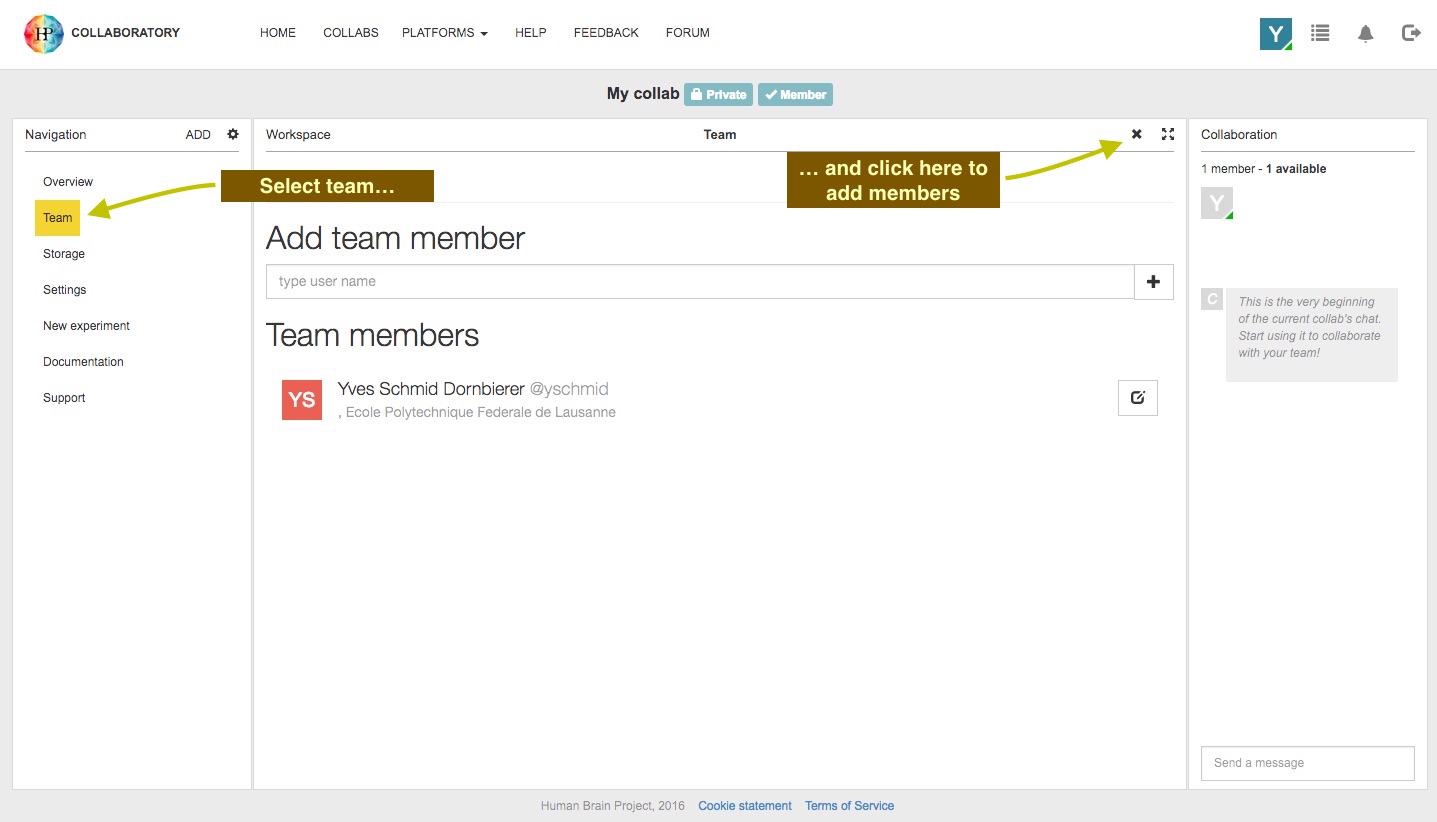 HP COLLABORATORY HOME COLLABS PLATFORMS HELP FEEDBACK FORUM Y
My collab Private Member
Navigation ADD
Overview
Team
Storage
Settings
New experiment
Documentation
Support
Select team…
Workspace Team
… and click here to
add members
Add team member
type user name
Team members
YS Yves Schmid Dornbierer @yschmid
, Ecole Polytechnique Federale de Lausanne
Collaboration
1 member - 1 available
Y
C This is the very beginning
of the current collab's chat.
Start using it to collaborate
with your team!
Send a message
Human Brain Project, 2016 Cookie statement Terms of Service